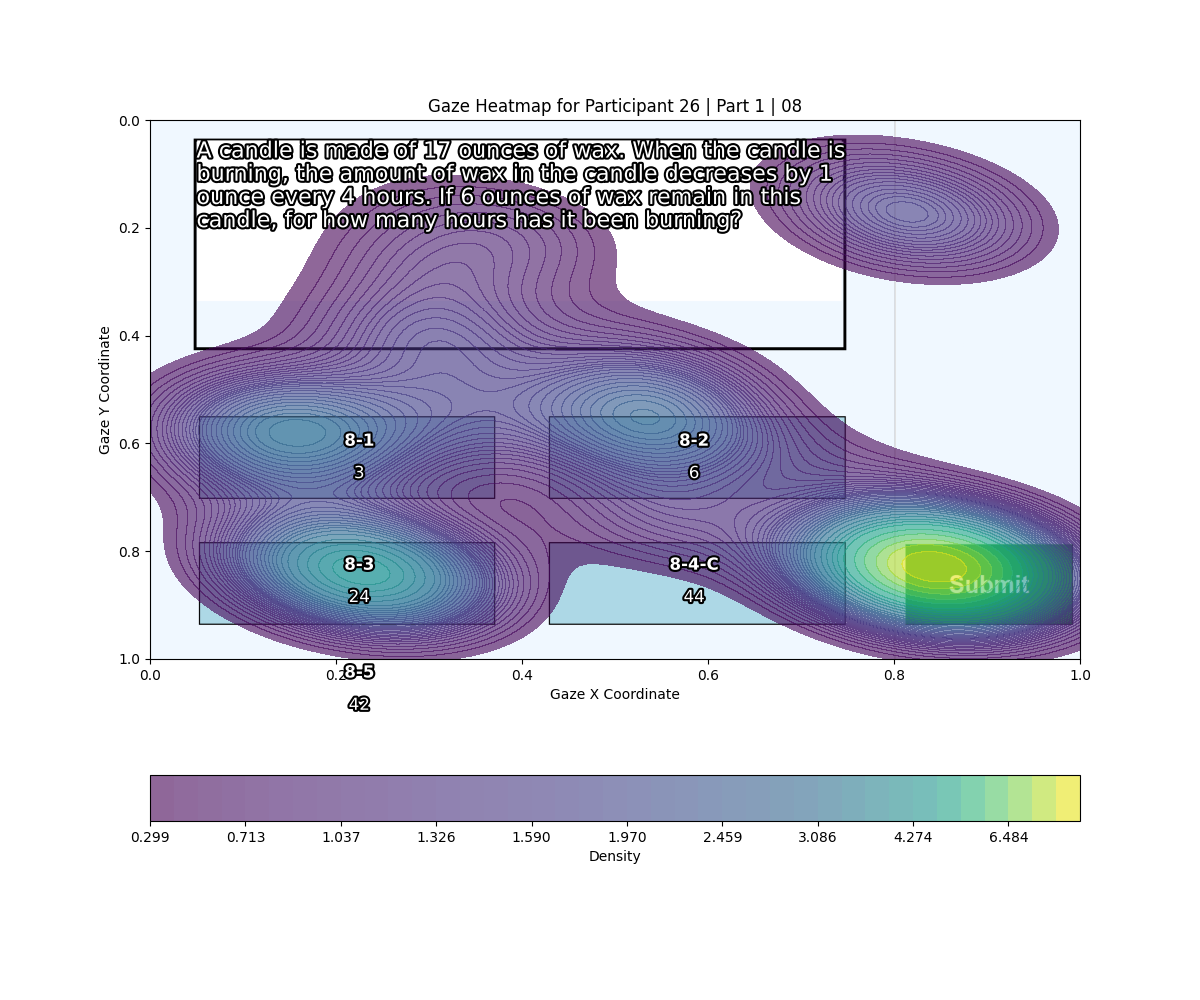 Gaze Heatmap for Participant 26 | Part 1 | 08
A candle is made of 17 ounces of wax. When the candle is
burning, the amount of wax in the candle decreases by 1
ounce every 4 hours. If 6 ounces of wax remain in this
candle, for how many hours has it been burning?
0.0
0.2
0.4
0.6
0.8
1.0
Gaze Y Coordinate
8-1
3
8-2
6
8-3
24
8-4-C
44
Submit
8-5
42
0.0 0.2 0.4 0.6 0.8 1.0
Gaze X Coordinate
0.299 0.713 1.037 1.326 1.590 1.970 2.459 3.086 4.274 6.484
Density